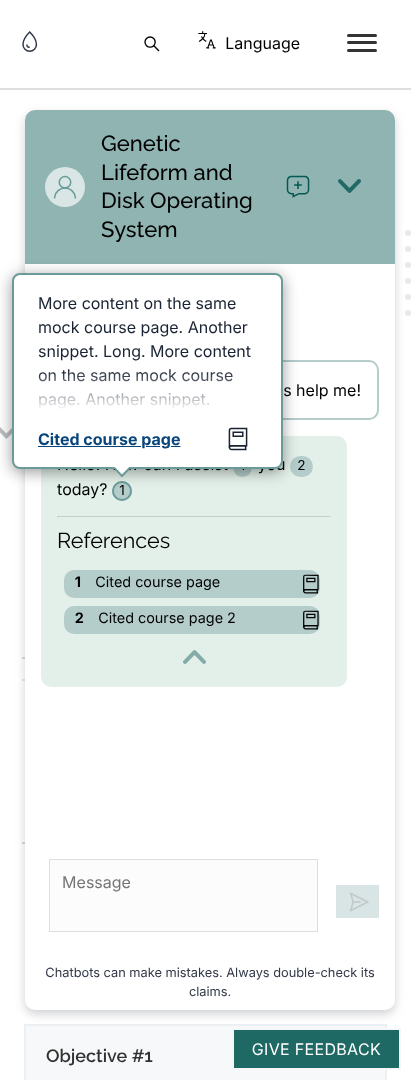 Language
Genetic
Lifeform and
Disk Operating
System
More content on the same
mock course page. Another
snippet. Long. More content
on the same mock course
page. Another snippet.
Cited course page
s help me!
you 2
today? 1
References
1 Cited course page
2 Cited course page 2
Message
Chatbots can make mistakes. Always double-check its
claims.
Objective #1
GIVE FEEDBACK